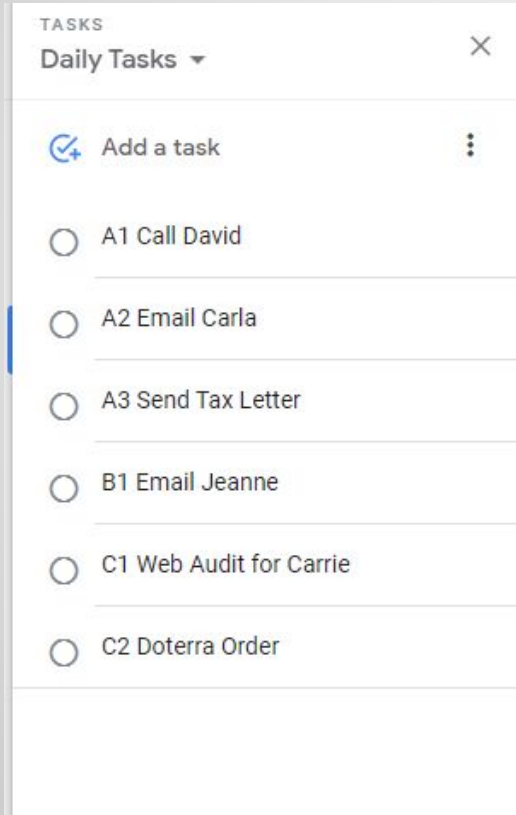 TASKS
Daily Tasks
Add a task
A1 Call David
A2 Email Carla
A3 Send Tax Letter
B1 Email Jeanne
C1 Web Audit for Carrie
C2 Doterra Order